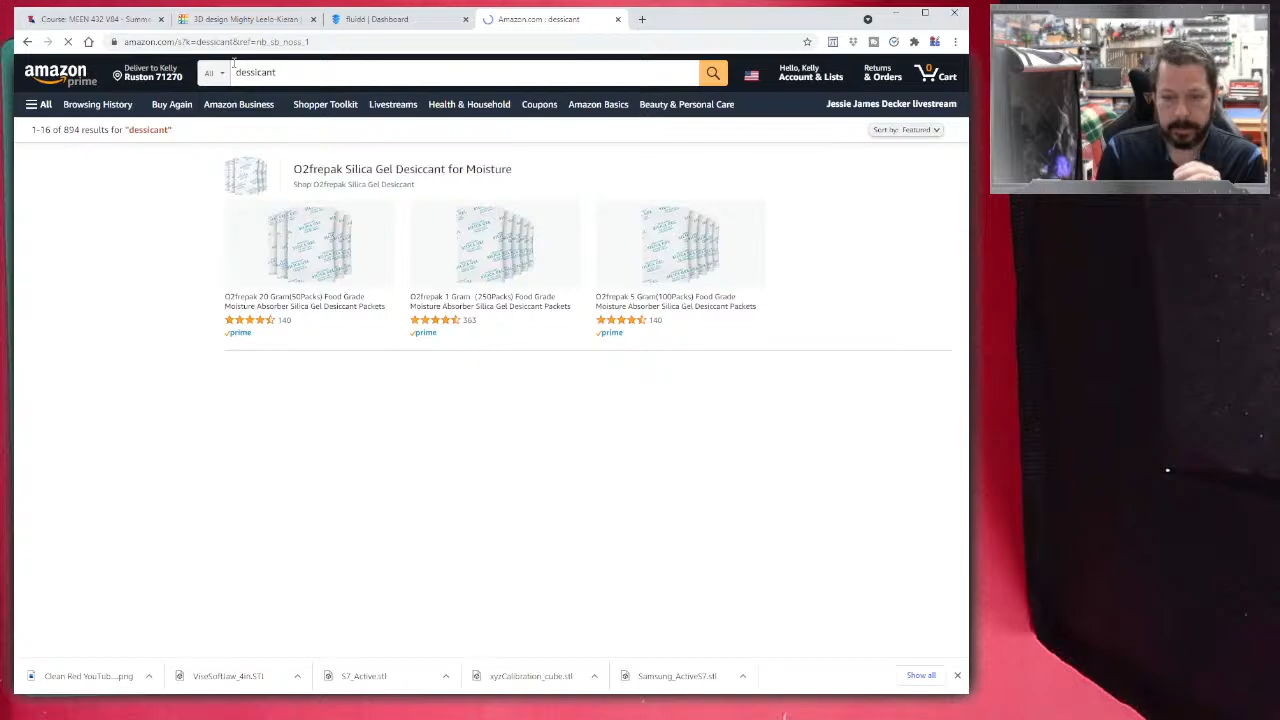 Course: MEEN 432 V04 - Summe
3D design Mighty Leelo-Kieran |
fluidd | Dashboard
Amazon.com : dessicant
amazon.com/s?k=dessicant&ref=nb_sb_noss_1
amazon
prime
Deliver to Kelly
Ruston 71270
All
dessicant
Hello, Kelly
Account & Lists
Returns
& Orders
0
Cart
All
Browsing History
Buy Again
Amazon Business
Shopper Toolkit
Livestreams
Health & Household
Coupons
Amazon Basics
Beauty & Personal Care
Jessie James Decker livestream
1-16 of 894 results for "dessicant"
Sort by: Featured
O2frepak Silica Gel Desiccant for Moisture
Shop O2frepak Silica Gel Desiccant
O2frepak 20 Gram(50Packs) Food Grade
Moisture Absorber Silica Gel Desiccant Packets
140
prime
O2frepak 1 Gram (250Packs) Food Grade
Moisture Absorber Silica Gel Desiccant Packets
363
prime
O2frepak 5 Gram(100Packs) Food Grade
Moisture Absorber Silica Gel Desiccant Packets
140
prime
Clean Red YouTub....png
ViseSoftJaw_4in.STL
S7_Active.stl
xyzCalibration_cube.stl
Samsung_ActiveS7.stl
Show all